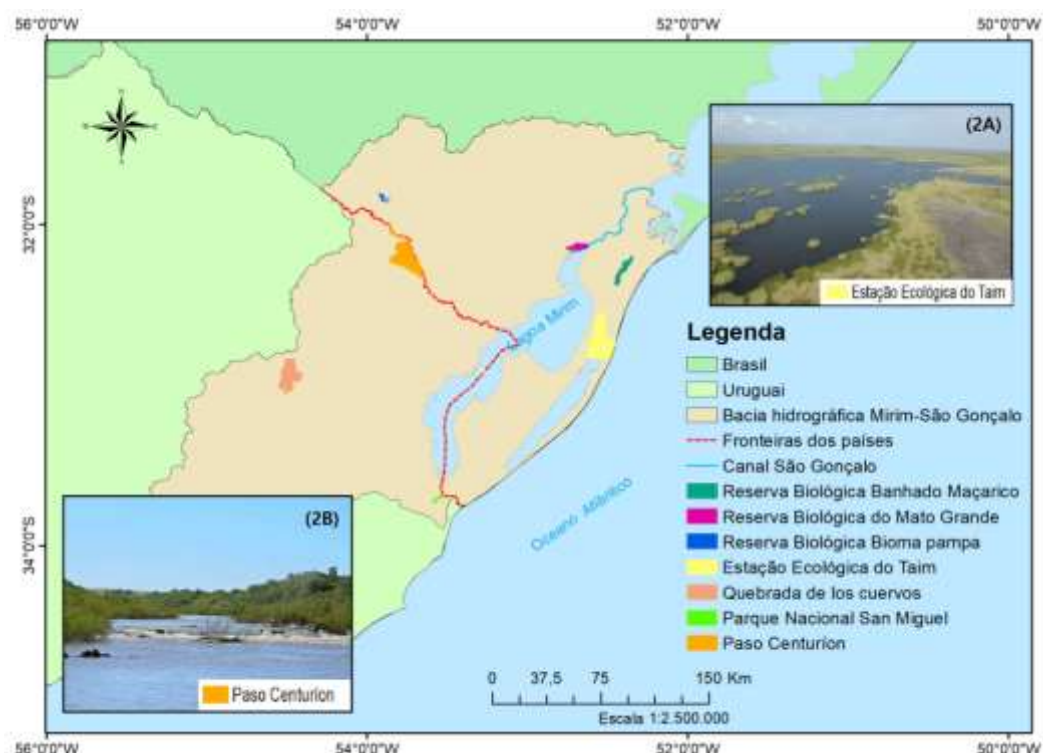 56°0'0"W 54°0'0"W 52°0'0"W 50°0'0"W
N
(2A)
32°0'0"S
Estação Ecológica do Taim
Lagoa Mirim
Legenda
Brasil
Uruguai
Bacia hidrográfica Mirim-São Gonçalo
Fronteiras dos países
Canal São Gonçalo
Reserva Biológica Banhado Maçarico
Reserva Biológica do Mato Grande
Reserva Biológica Bioma pampa
Estação Ecológica do Taim
Quebrada de los cuervos
Parque Nacional San Miguel
Paso Centuríon
Oceano Atlântico
34°0'0"S
(2B)
Paso Centuríon
0 37,5 75 150 Km
Escala 1:2.500.000
56°0'0"W 54°0'0"W 52°0'0"W 50°0'0"W